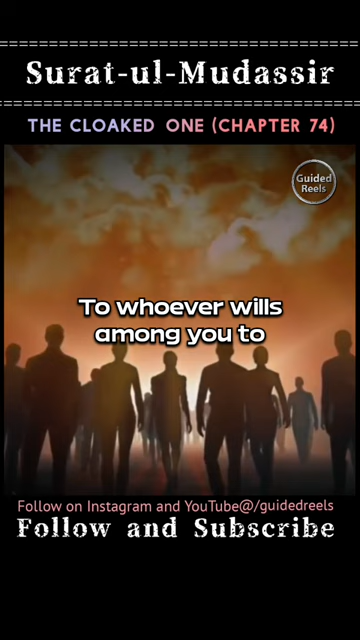 Surat-ul-Mudassir
THE CLOAKED ONE (CHAPTER 74)
Guided
Reels
To whoever wills
among you to
Follow on Instagram and YouTube@/guidedreels
Follow and Subscribe